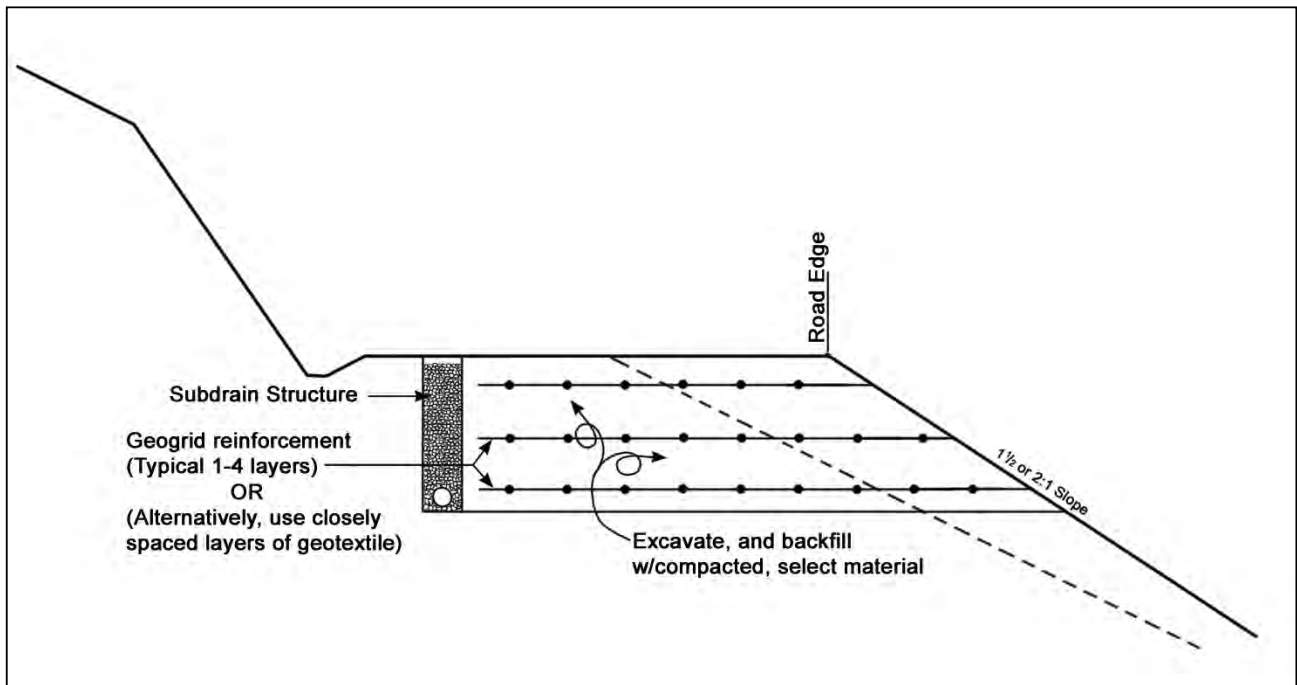 Road Edge
Subdrain Structure
Geogrid reinforcement
(Typical 1-4 layers)
OR
(Alternatively, use closely
spaced layers of geotextile)
1½ or 2:1 Slope
Excavate, and backfill
w/compacted, select material